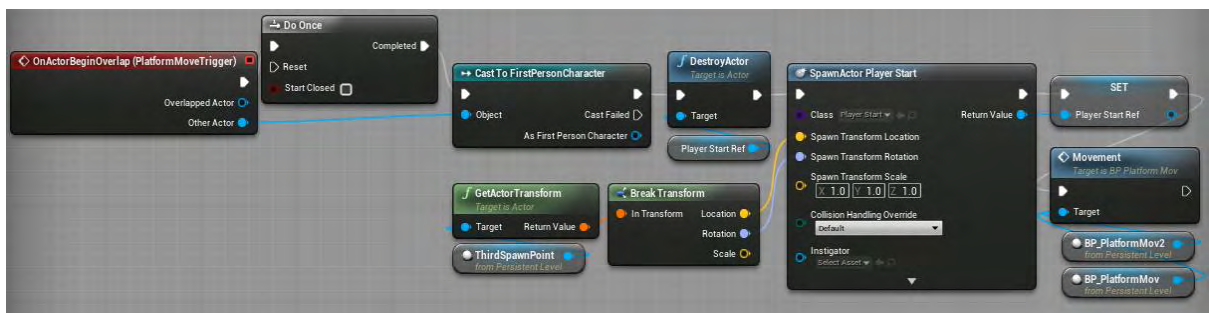 OnActorBeginOverlap (PlatformMoveTrigger)
Overlapped Actor
Other Actor
Do Once
Completed
Reset
Start Closed
Cast To FirstPersonCharacter
Object
Cast Failed
As First Person Character
GetActorTransform
Target is Actor
Target
Return Value
ThirdSpawnPoint
from Persistent Level
Break Transform
In Transform
Location
Rotation
Scale
DestroyActor
Target is Actor
Target
Player Start Ref
SpawnActor Player Start
Class
Player Start
Return Value
Spawn Transform Location
Spawn Transform Rotation
Spawn Transform Scale
X 1.0 Y 1.0 Z 1.0
Collision Handling Override
Default
Instigator
Select Asset
SET
Player Start Ref
Movement
Target is BP Platform Mov
Target
BP_PlatformMov2
from Persistent Level
BP_PlatformMov
from Persistent Level